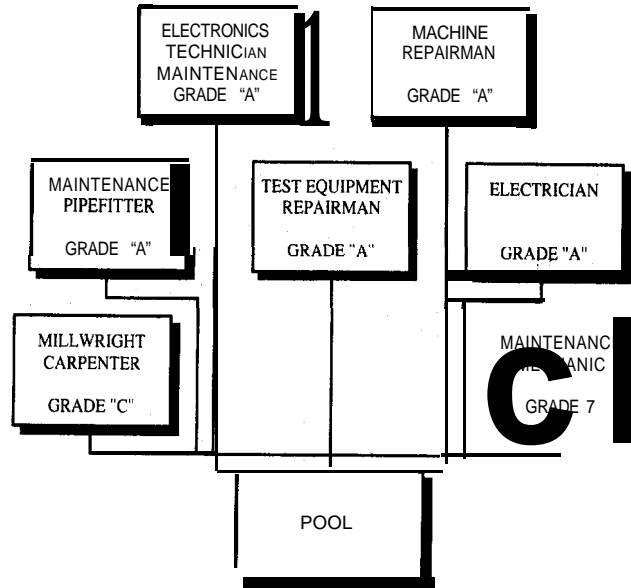 ELECTRONICS
TECHNICIAN
MAINTENANCE
GRADE “A”
MACHINE
REPAIRMAN
GRADE “A”
MAINTENANCE
PIPEFITTER
GRADE “A”
TEST EQUIPMENT
REPAIRMAN
GRADE "A"
ELECTRICIAN
GRADE "A"
MILLWRIGHT
CARPENTER
GRADE "C"
MAINTENANC
GRADE 7
POOL